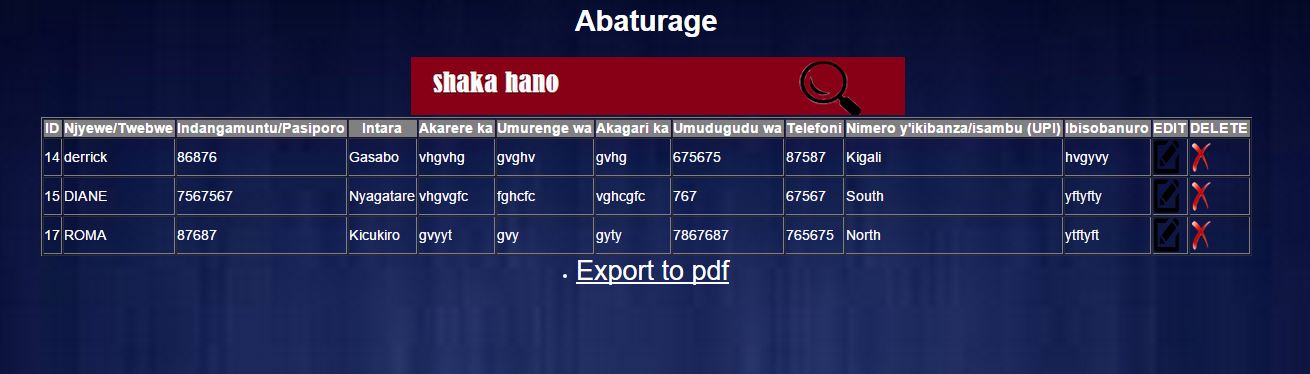 Abaturage
shaka hano
ID Njyewe/Twebwe Indangamuntu/Pasiporo Intara Akarere ka Umurenge wa Akagari ka Umudugudu wa Telefoni Nimero y'ikibanza/isambu (UPI) Ibisobanuro EDIT DELETE
14 derrick 86876 Gasabo vhgvhg gvghv gvhg 675675 87587 Kigali hvgyvy
15 DIANE 7567567 Nyagatare vhgvgfc fghcfc vghcgfc 767 67567 South yftyfty
17 ROMA 87687 Kicukiro gvyyt gvy gyty 7867687 765675 North ytftyft
• Export to pdf